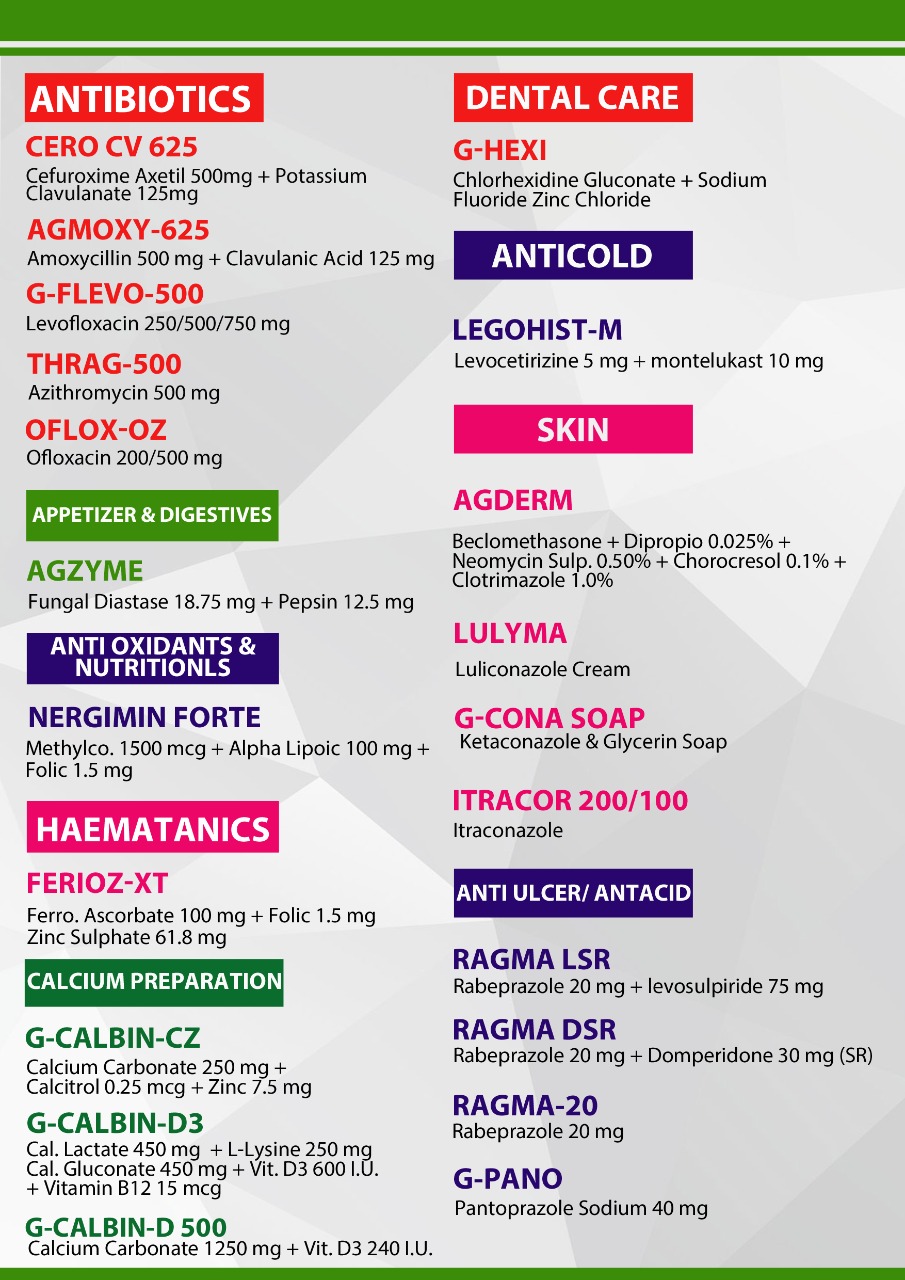 ANTIBIOTICS
CERO CV 625
Cefuroxime Axetil 500mg + Potassium
Clavulanate 125mg
AGMOXY-625
Amoxycillin 500 mg + Clavulanic Acid 125 mg
G-FLEVO-500
Levofloxacin 250/500/750 mg
THRAG-500
Azithromycin 500 mg
OFLOX-OZ
Ofloxacin 200/500 mg
APPETIZER & DIGESTIVES
AGZYME
Fungal Diastase 18.75 mg + Pepsin 12.5 mg
ANTI OXIDANTS &
NUTRITIONLS
NERGIMIN FORTE
Methylco. 1500 mcg + Alpha Lipoic 100 mg +
Folic 1.5 mg
HAEMATANICS
FERIOZ-XT
Ferro. Ascorbate 100 mg + Folic 1.5 mg
Zinc Sulphate 61.8 mg
CALCIUM PREPARATION
G-CALBIN-CZ
Calcium Carbonate 250 mg +
Calcitrol 0.25 mcg + Zinc 7.5 mg
G-CALBIN-D3
Cal. Lactate 450 mg + L-Lysine 250 mg
Cal. Gluconate 450 mg + Vit. D3 600 I.U.
+ Vitamin B12 15 mcg
G-CALBIN-D 500
Calcium Carbonate 1250 mg + Vit. D3 240 I.U.
DENTAL CARE
G-HEXI
Chlorhexidine Gluconate + Sodium
Fluoride Zinc Chloride
ANTICOLD
LEGOHIST-M
Levocetirizine 5 mg + montelukast 10 mg
SKIN
AGDERM
Beclomethasone + Dipropio 0.025% +
Neomycin Sulp. 0.50% + Chorocresol 0.1% +
Clotrimazole 1.0%
LULYMA
Luliconazole Cream
G-CONA SOAP
Ketaconazole & Glycerin Soap
ITRACOR 200/100
Itraconazole
ANTI ULCER/ ANTACID
RAGMA LSR
Rabeprazole 20 mg + levosulpiride 75 mg
RAGMA DSR
Rabeprazole 20 mg + Domperidone 30 mg (SR)
RAGMA-20
Rabeprazole 20 mg
G-PANO
Pantoprazole Sodium 40 mg